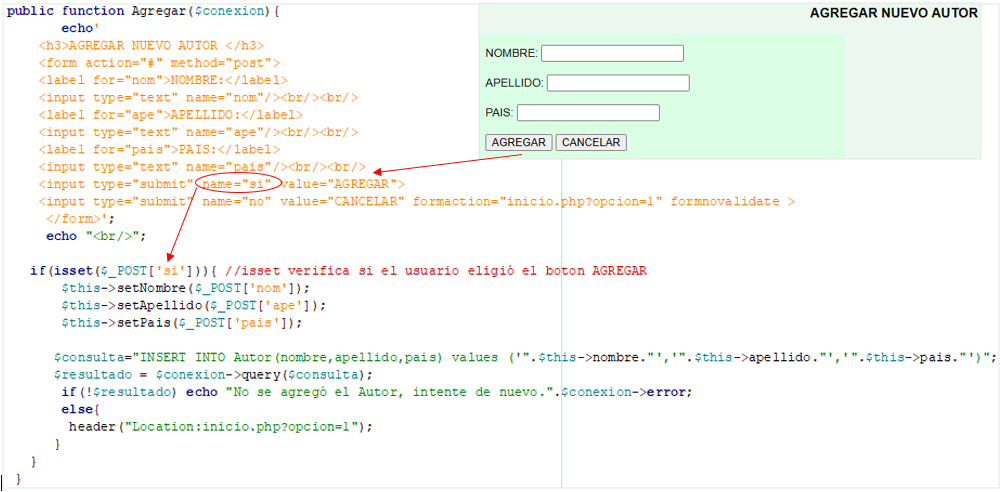 public function Agregar($conexion){
echo'
<h3>AGREGAR NUEVO AUTOR </h3>
<form action="#" method="post">
<label for="nom">NOMBRE:</label>
<input type="text" name="nom"/><br/><br/>
<label for="ape">APELLIDO:</label>
<input type="text" name="ape"/><br/><br/>
<label for="pais">PAIS:</label>
<input type="text" name="pais"/><br/><br/>
<input type="submit" name="si" value="AGREGAR">
<input type="submit" name="no" value="CANCELAR" formaction="inicio.php?opcion=1" formnovalidate >
</form>';
echo "<br/>";
if(isset($_POST['si'])){ //isset verifica si el usuario eligió el boton AGREGAR
$this->setNombre($_POST['nom']);
$this->setApellido($_POST['ape']);
$this->setPais($_POST['pais']);
$consulta="INSERT INTO Autor(nombre,apellido,pais) values ('".$this->nombre."','".$this->apellido."','".$this->pais."')";
$resultado = $conexion->query($consulta);
if(!$resultado) echo "No se agregó el Autor, intente de nuevo.".$conexion->error;
else{
header("Location:inicio.php?opcion=1");
}
}
}
AGREGAR NUEVO AUTOR
NOMBRE:
APELLIDO:
PAIS:
AGREGAR CANCELAR